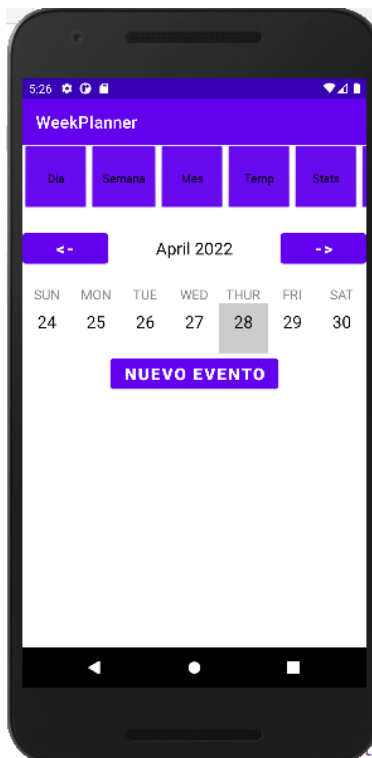 5:26
WeekPlanner
Dia Semana Mes Temp Stats
<- April 2022 ->
SUN MON TUE WED THUR FRI SAT
24 25 26 27 28 29 30
NUEVO EVENTO